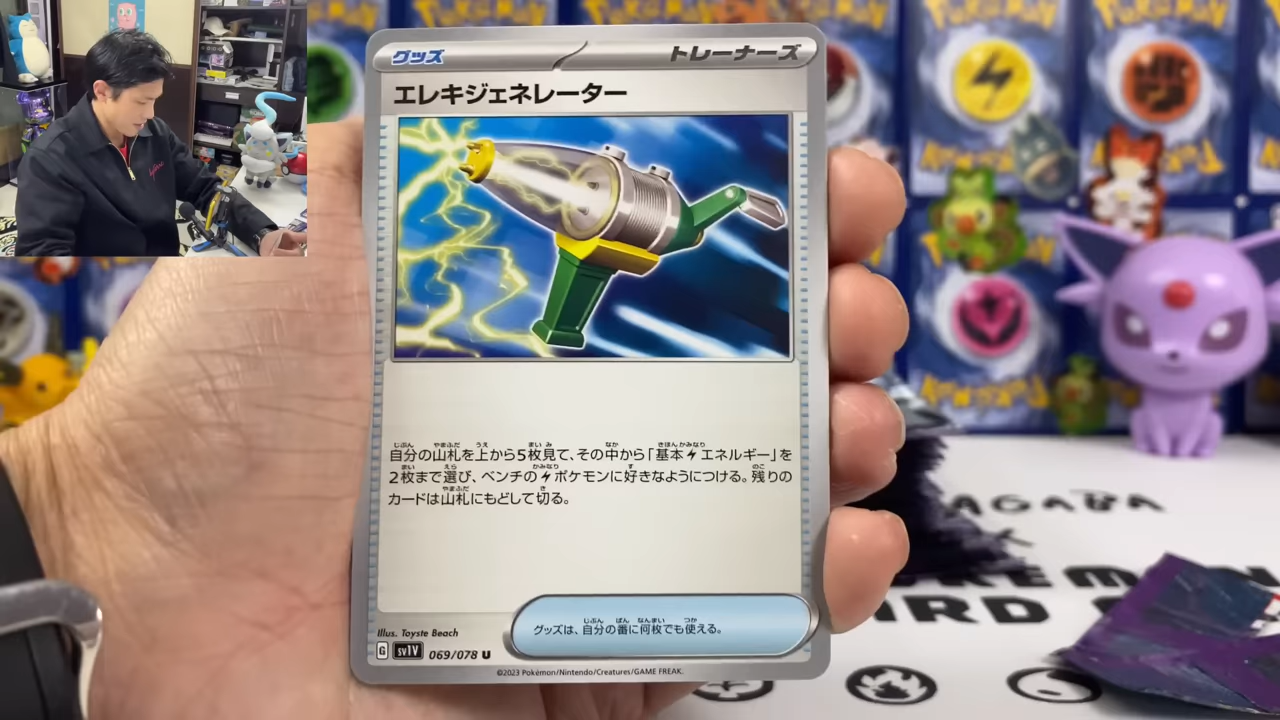 グッズ
トレーナーズ
エレキジェネレーター
自分の山札を上から5枚見て、その中から「基本エネルギー」を
2枚まで選び、ベンチのポケモンに好きなようにつける。残りの
カードは山札にもどして切る。
グッズは、自分の番に何枚でも使える。
Illus. Toyste Beach
G SV1V 069/078 U
©2023 Pokémon/Nintendo/Creatures/GAME FREAK.